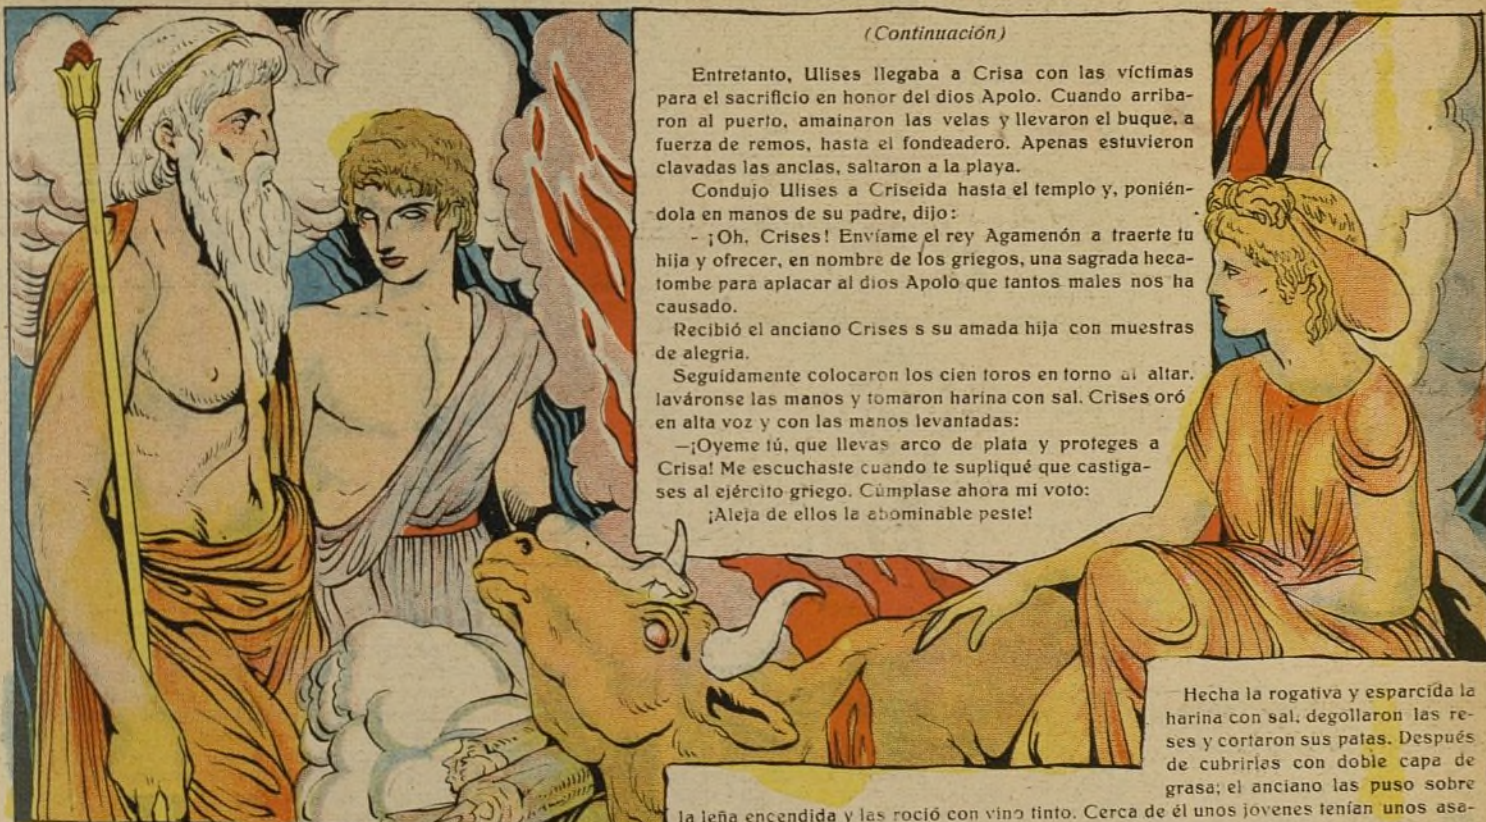 (Continuación)
Entretanto, Ulises llegaba a Crisa con las víctimas
para el sacrificio en honor del dios Apolo. Cuando arriba-
ron al puerto, amainaron las velas y llevaron el buque, a
fuerza de remos, hasta el fondeadero. Apenas estuvieron
clavadas las anclas, saltaron a la playa.
Condujo Ulises a Criseida hasta el templo y, ponién-
dola en manos de su padre, dijo:
- ¡Oh, Crises! Envíame el rey Agamenón a traerte tu
hija y ofrecer, en nombre de los griegos, una sagrada heca-
tombe para aplacar al dios Apolo que tantos males nos ha
causado.
Recibió el anciano Crises s su amada hija con muestras
de alegria.
Seguidamente colocaron los cien toros en torno al altar,
laváronse las manos y tomaron harina con sal. Crises oró
en alta voz y con las manos levantadas:
—¡Oyeme tú, que llevas arco de plata y proteges a
Crisa! Me escuchaste cuando te supliqué que castiga-
ses al ejército griego. Cúmplase ahora mi voto:
¡Aleja de ellos la abominable peste!
Hecha la rogativa y esparcida la
harina con sal, degollaron las re-
ses y cortaron sus patas. Después
de cubrirlas con doble capa de
grasa; el anciano las puso sobre
la leña encendida y las roció con vino tinto. Cerca de él unos jóvenes tenían unos asa-